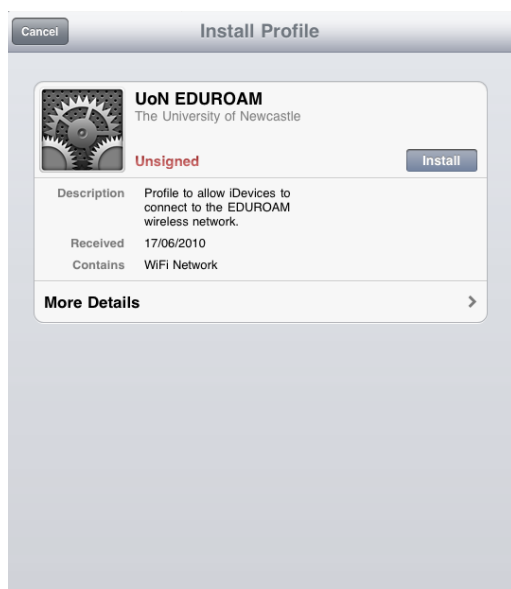 Cancel
Install Profile
UoN EDUROAM
The University of Newcastle
Unsigned
Install
Description
Profile to allow iDevices to
connect to the EDUROAM
wireless network.
Received
17/06/2010
Contains
WiFi Network
More Details